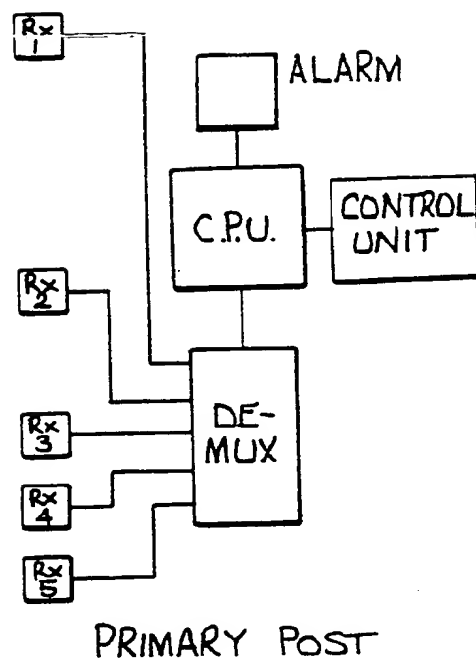 Rx
1
ALARM
C.P.U.
CONTROL
UNIT
Rx
2
DE-
MUX
Rx
3
Rx
4
Rx
5
PRIMARY POST